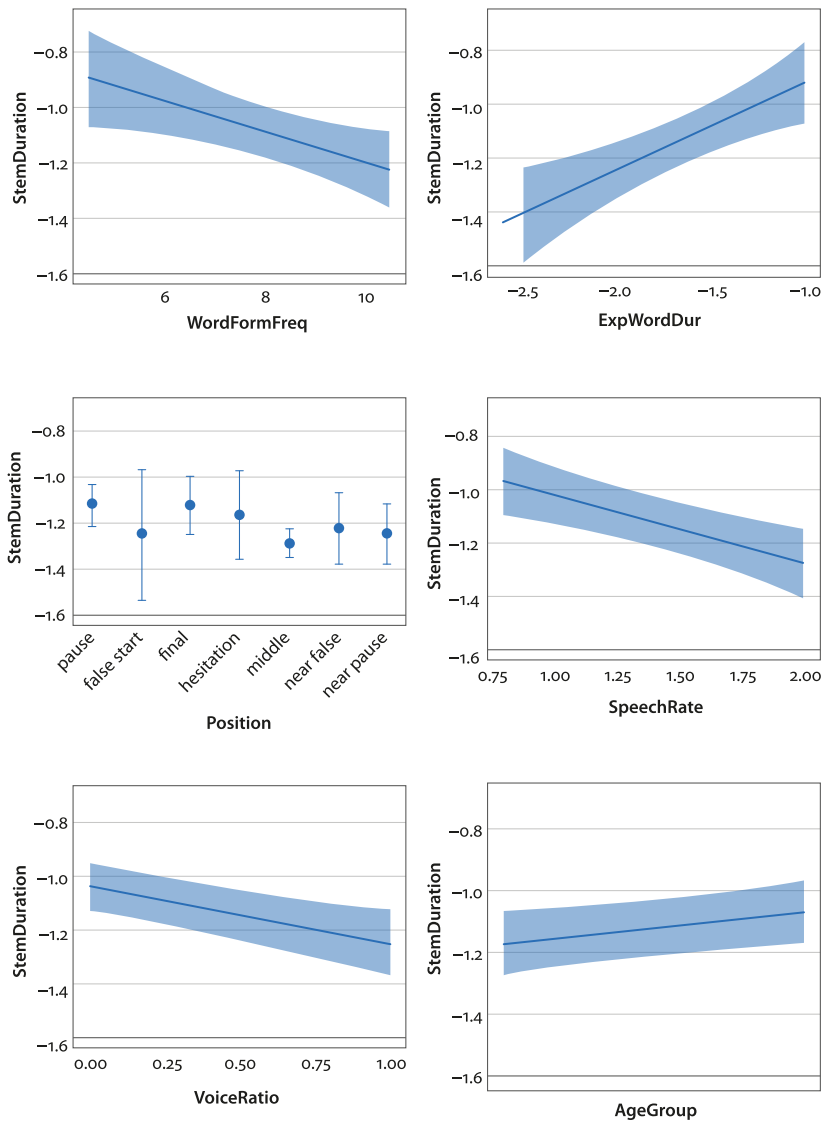 StemDuration
−0.8
−1.0
−1.2
−1.4
−1.6
6 8 10
WordFormFreq
StemDuration
−0.8
−1.0
−1.2
−1.4
−1.6
−2.5 −2.0 −1.5 −1.0
ExpWordDur
StemDuration
−0.8
−1.0
−1.2
−1.4
−1.6
pause
false start
final
hesitation
middle
near false
near pause
Position
StemDuration
−0.8
−1.0
−1.2
−1.4
−1.6
0.75 1.00 1.25 1.50 1.75 2.00
SpeechRate
StemDuration
−0.8
−1.0
−1.2
−1.4
−1.6
0.00 0.25 0.50 0.75 1.00
VoiceRatio
StemDuration
−0.8
−1.0
−1.2
−1.4
−1.6
AgeGroup